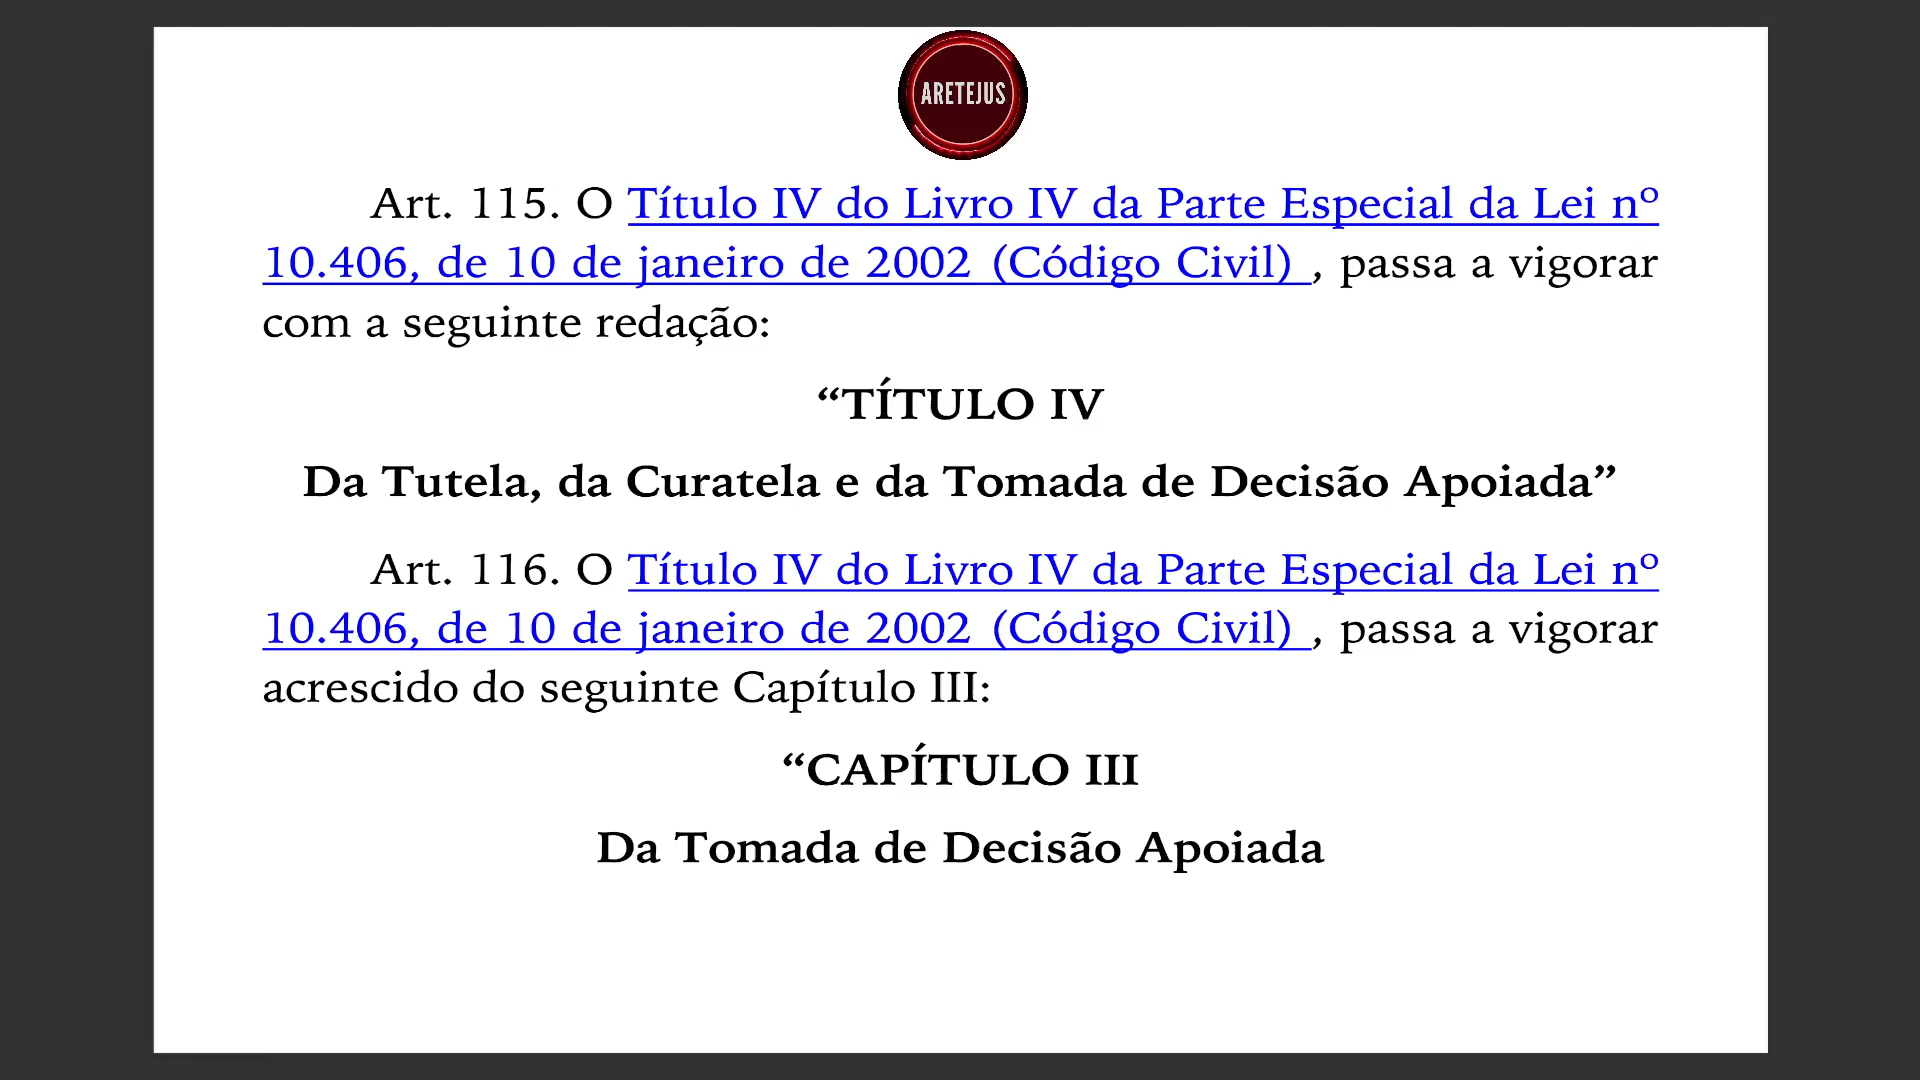 ARETEJUS
Art. 115. O Título IV do Livro IV da Parte Especial da Lei nº
10.406, de 10 de janeiro de 2002 (Código Civil) , passa a vigorar
com a seguinte redação:
“TÍTULO IV
Da Tutela, da Curatela e da Tomada de Decisão Apoiada”
Art. 116. O Título IV do Livro IV da Parte Especial da Lei nº
10.406, de 10 de janeiro de 2002 (Código Civil) , passa a vigorar
acrescido do seguinte Capítulo III:
“CAPÍTULO III
Da Tomada de Decisão Apoiada